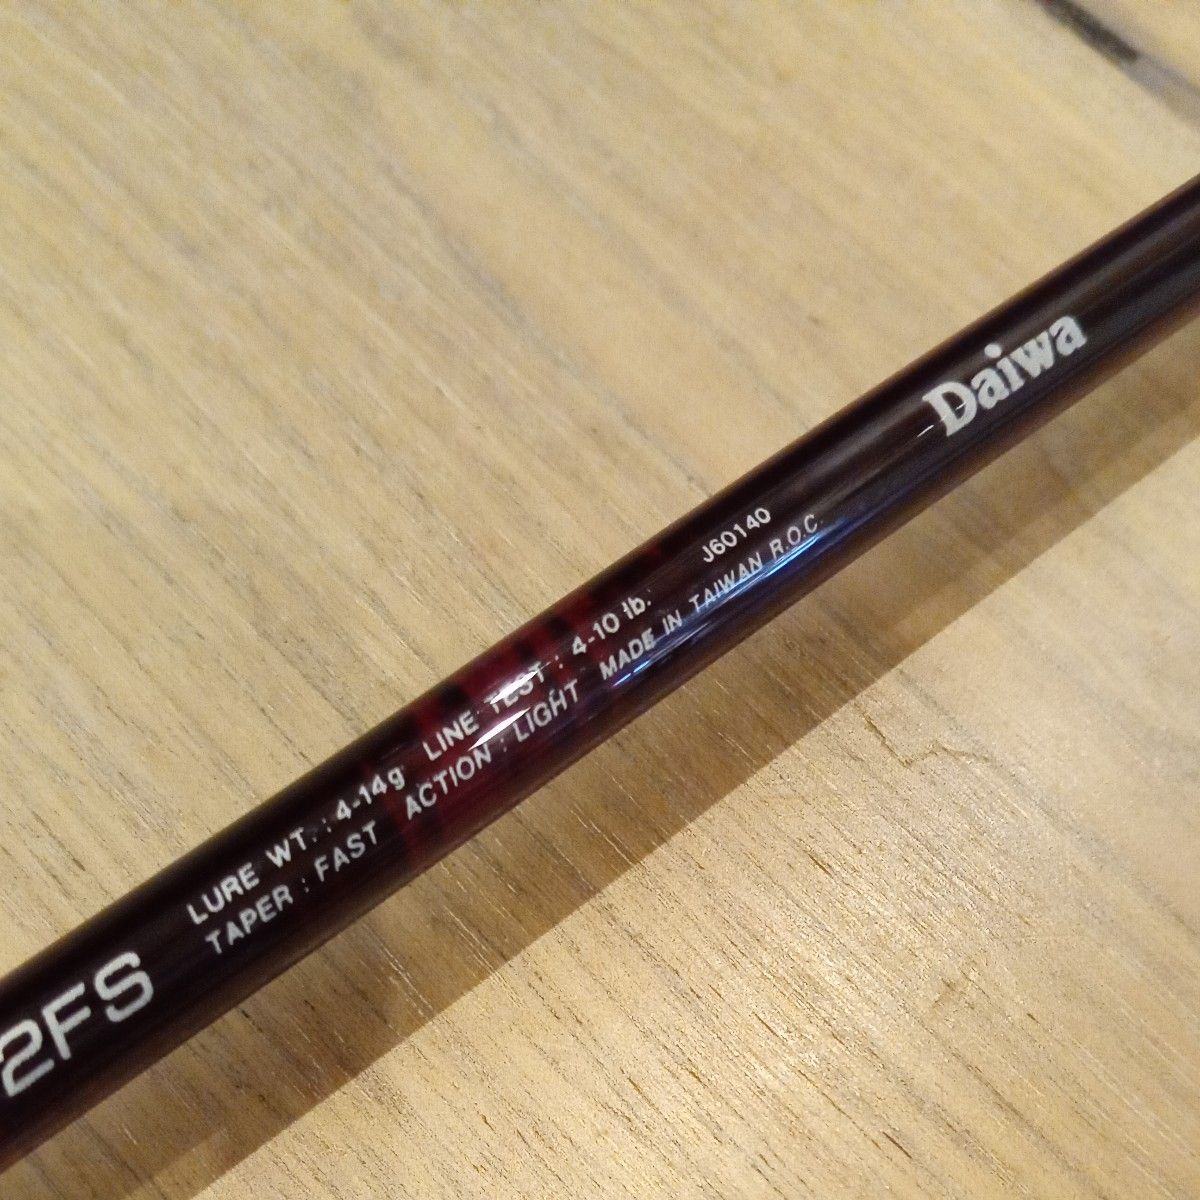 2FS
LURE WT. : 4-14g LINE TEST : 4-10 lb. J60140
TAPER : FAST ACTION : LIGHT MADE IN TAIWAN R.O.C.
Daiwa